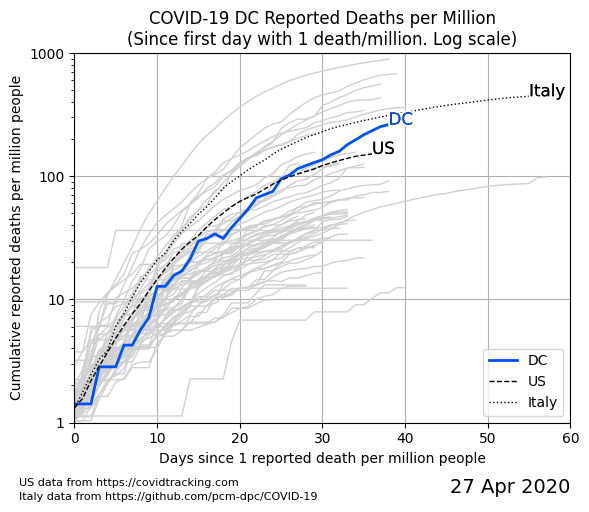 COVID-19 DC Reported Deaths per Million
(Since first day with 1 death/million. Log scale)
Cumulative reported deaths per million people
1000
100
10
1
Italy
DC
US
DC
US
Italy
0 10 20 30 40 50 60
Days since 1 reported death per million people
US data from https://covidtracking.com
Italy data from https://github.com/pcm-dpc/COVID-19
27 Apr 2020